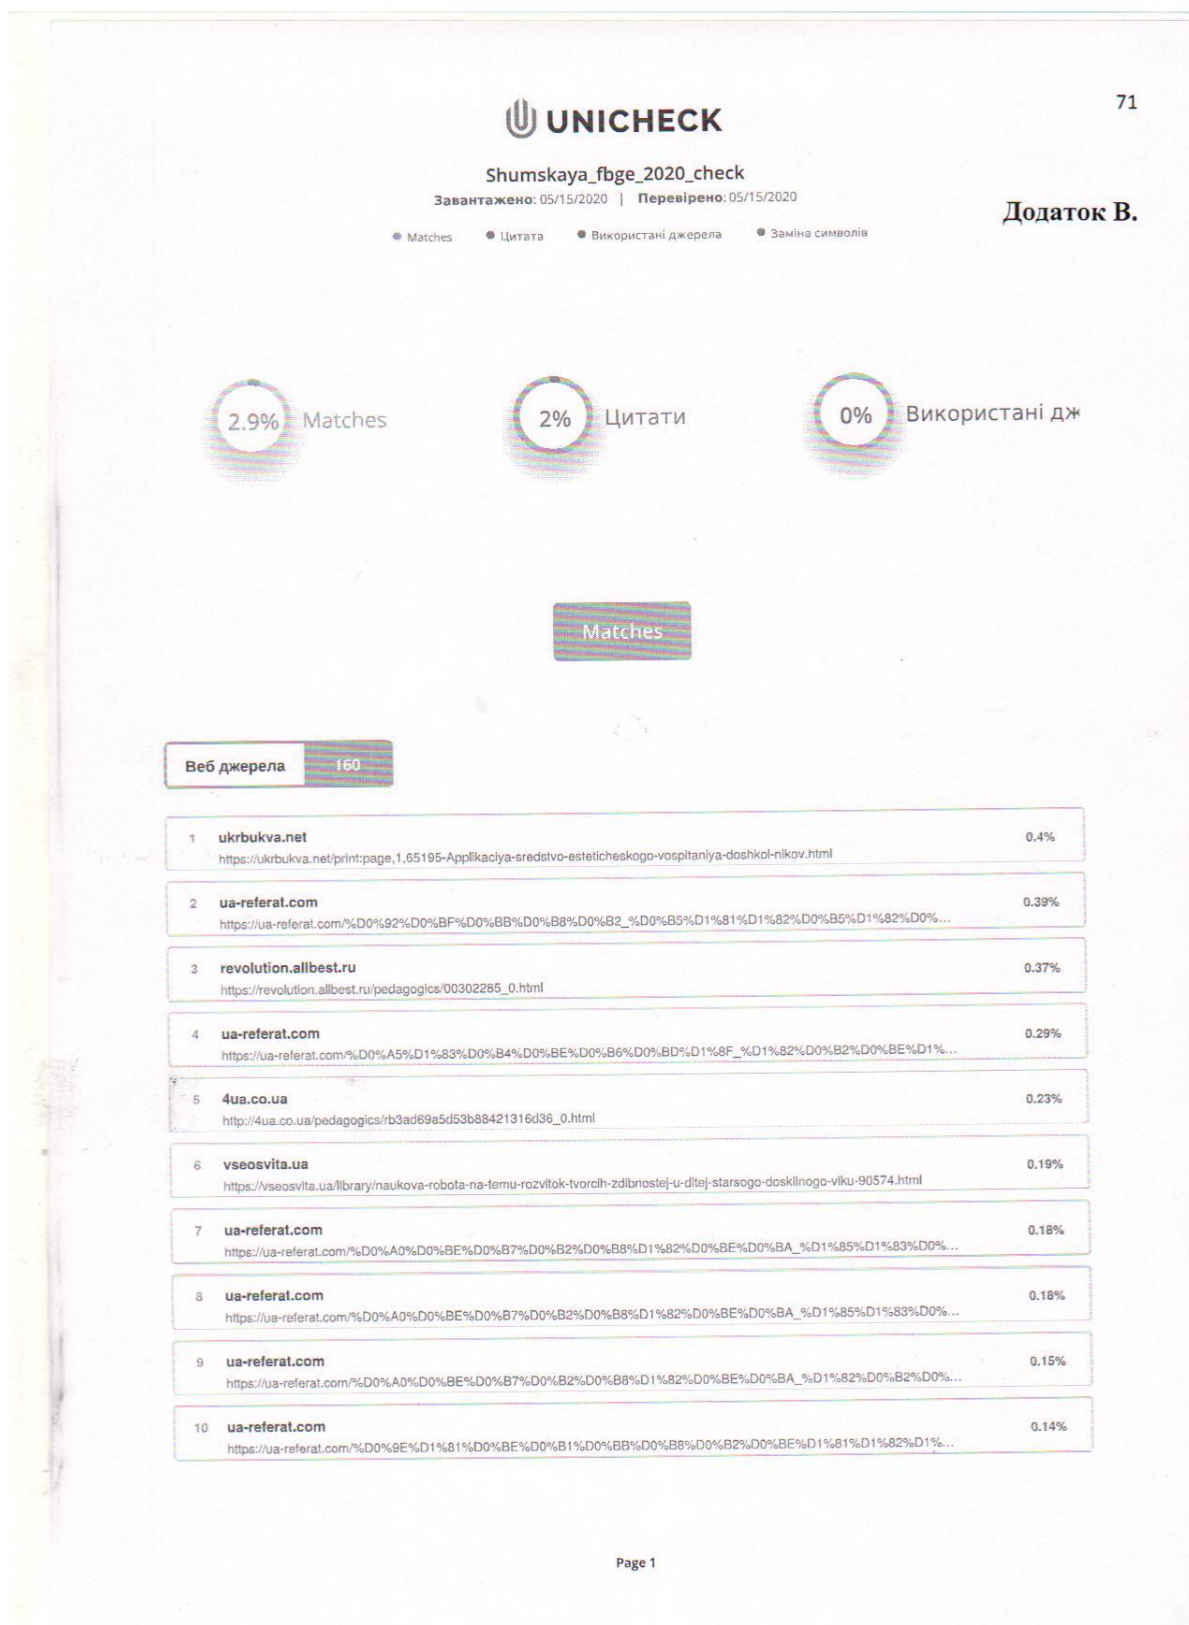 71
UNICHECK
Shumskaya_fbge_2020_check
Завантажено: 05/15/2020 | Перевірено: 05/15/2020
Додаток В.
Matches Цитата Використані джерела Заміна символів
2.9% Matches 2% Цитати 0% Використані дж
Matches
Веб джерела 160
1 ukrbukva.net 0.4%
https://ukrbukva.net/print:page,1,65195-Applikaciya-sredstvo-esteticheskogo-vospitaniya-doshkol-nikov.html
2 ua-referat.com 0.39%
https://ua-referat.com/%D0%92%D0%BF%D0%BB%D0%B8%D0%B2_%D0%B5%D1%81%D1%82%D0%B5%D1%82%D0%...
3 revolution.allbest.ru 0.37%
https://revolution.allbest.ru/pedagogics/00302285_0.html
4 ua-referat.com 0.29%
https://ua-referat.com/%D0%A5%D1%83%D0%B4%D0%BE%D0%B6%D0%BD%D1%8F_%D1%82%D0%B2%D0%BE%D1%...
5 4ua.co.ua 0.23%
http://4ua.co.ua/pedagogics/rb3ad69a5d53b88421316d36_0.html
6 vseosvita.ua 0.19%
https://vseosvita.ua/library/naukova-robota-na-temu-rozvitok-tvorcih-zdibnostej-u-ditej-starsogo-doskilnogo-viku-90574.html
7 ua-referat.com 0.18%
https://ua-referat.com/%D0%A0%D0%BE%D0%B7%D0%B2%D0%B8%D1%82%D0%BE%D0%BA_%D1%85%D1%83%D0%...
8 ua-referat.com 0.18%
https://ua-referat.com/%D0%A0%D0%BE%D0%B7%D0%B2%D0%B8%D1%82%D0%BE%D0%BA_%D1%85%D1%83%D0%...
9 ua-referat.com 0.15%
https://ua-referat.com/%D0%A0%D0%BE%D0%B7%D0%B2%D0%B8%D1%82%D0%BE%D0%BA_%D1%82%D0%B2%D0%...
10 ua-referat.com 0.14%
https://ua-referat.com/%D0%9E%D1%81%D0%BE%D0%B1%D0%BB%D0%B8%D0%B2%D0%BE%D1%81%D1%82%D1%...
Page 1